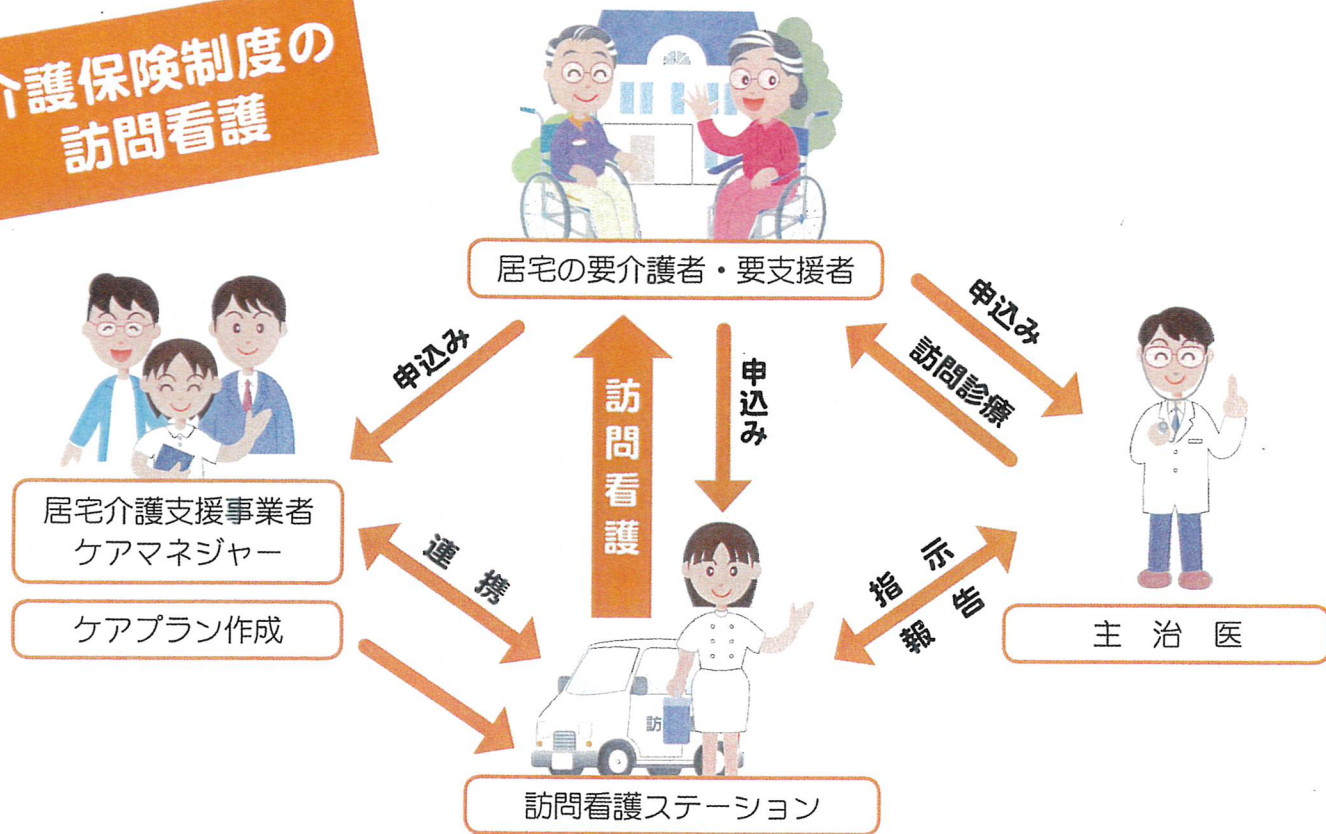 介護保険制度の
訪問看護
居宅の要介護者・要支援者
申込み
訪問看護
申込み
申込み
訪問診療
居宅介護支援事業者
ケアマネジャー
ケアプラン作成
連携
指示
報告
主治医
訪
訪問看護ステーション